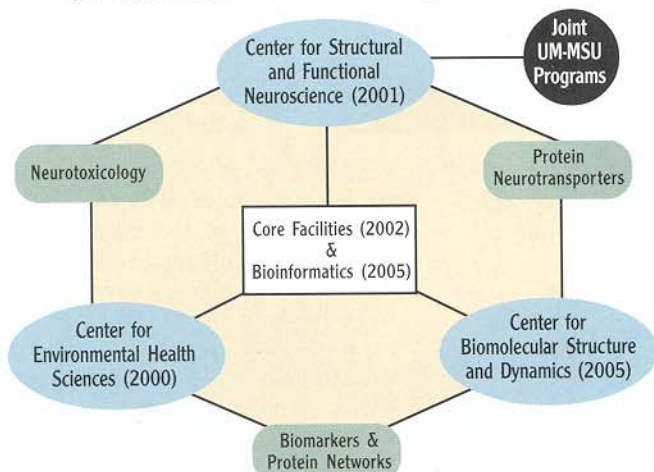 Joint
UM-MSU
Programs
Center for Structural
and Functional
Neuroscience (2001)
Neurotoxicology
Protein
Neurotransporters
Core Facilities (2002)
&
Bioinformatics (2005)
Center for
Environmental Health
Sciences (2000)
Center for
Biomolecular Structure
and Dynamics (2005)
Biomarkers &
Protein Networks